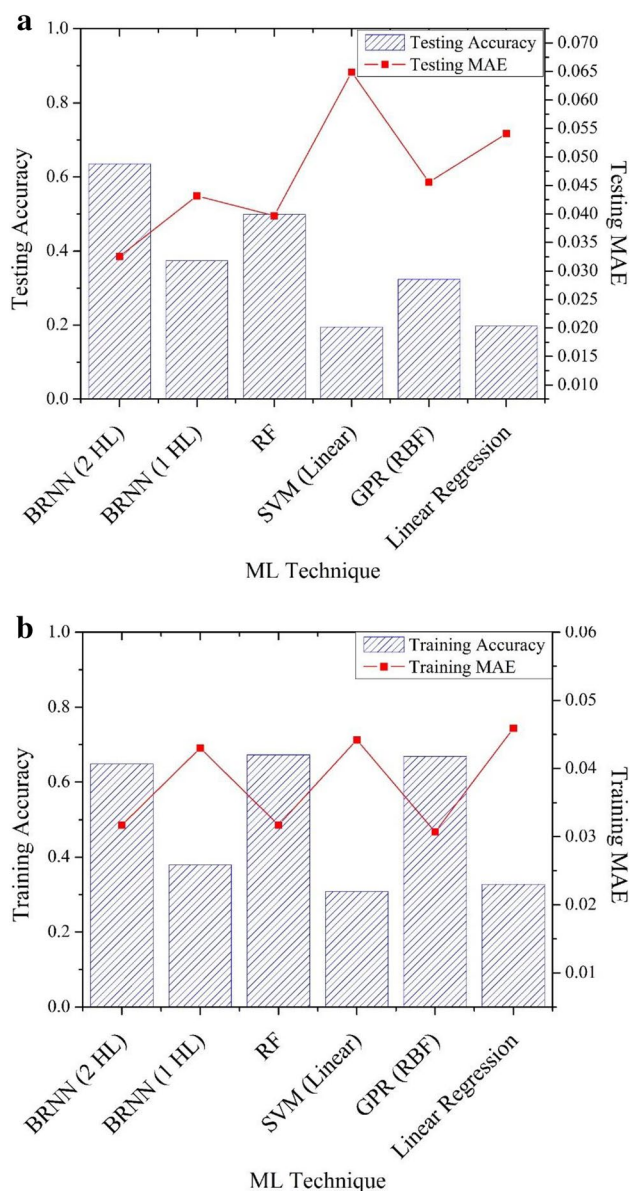 a
Testing Accuracy
Testing MAE
1.0
0.8
0.6
0.4
0.2
0.0
Testing Accuracy
0.070
0.065
0.060
0.055
0.050
0.045
0.040
0.035
0.030
0.025
0.020
0.015
0.010
Testing MAE
BRNN (2 HL)
BRNN (1 HL)
RF
SVM (Linear)
GPR (RBF)
Linear Regression
ML Technique
b
Training Accuracy
Training MAE
1.0
0.8
0.6
0.4
0.2
0.0
Training Accuracy
0.06
0.05
0.04
0.03
0.02
0.01
Training MAE
BRNN (2 HL)
BRNN (1 HL)
RF
SVM (Linear)
GPR (RBF)
Linear Regression
ML Technique